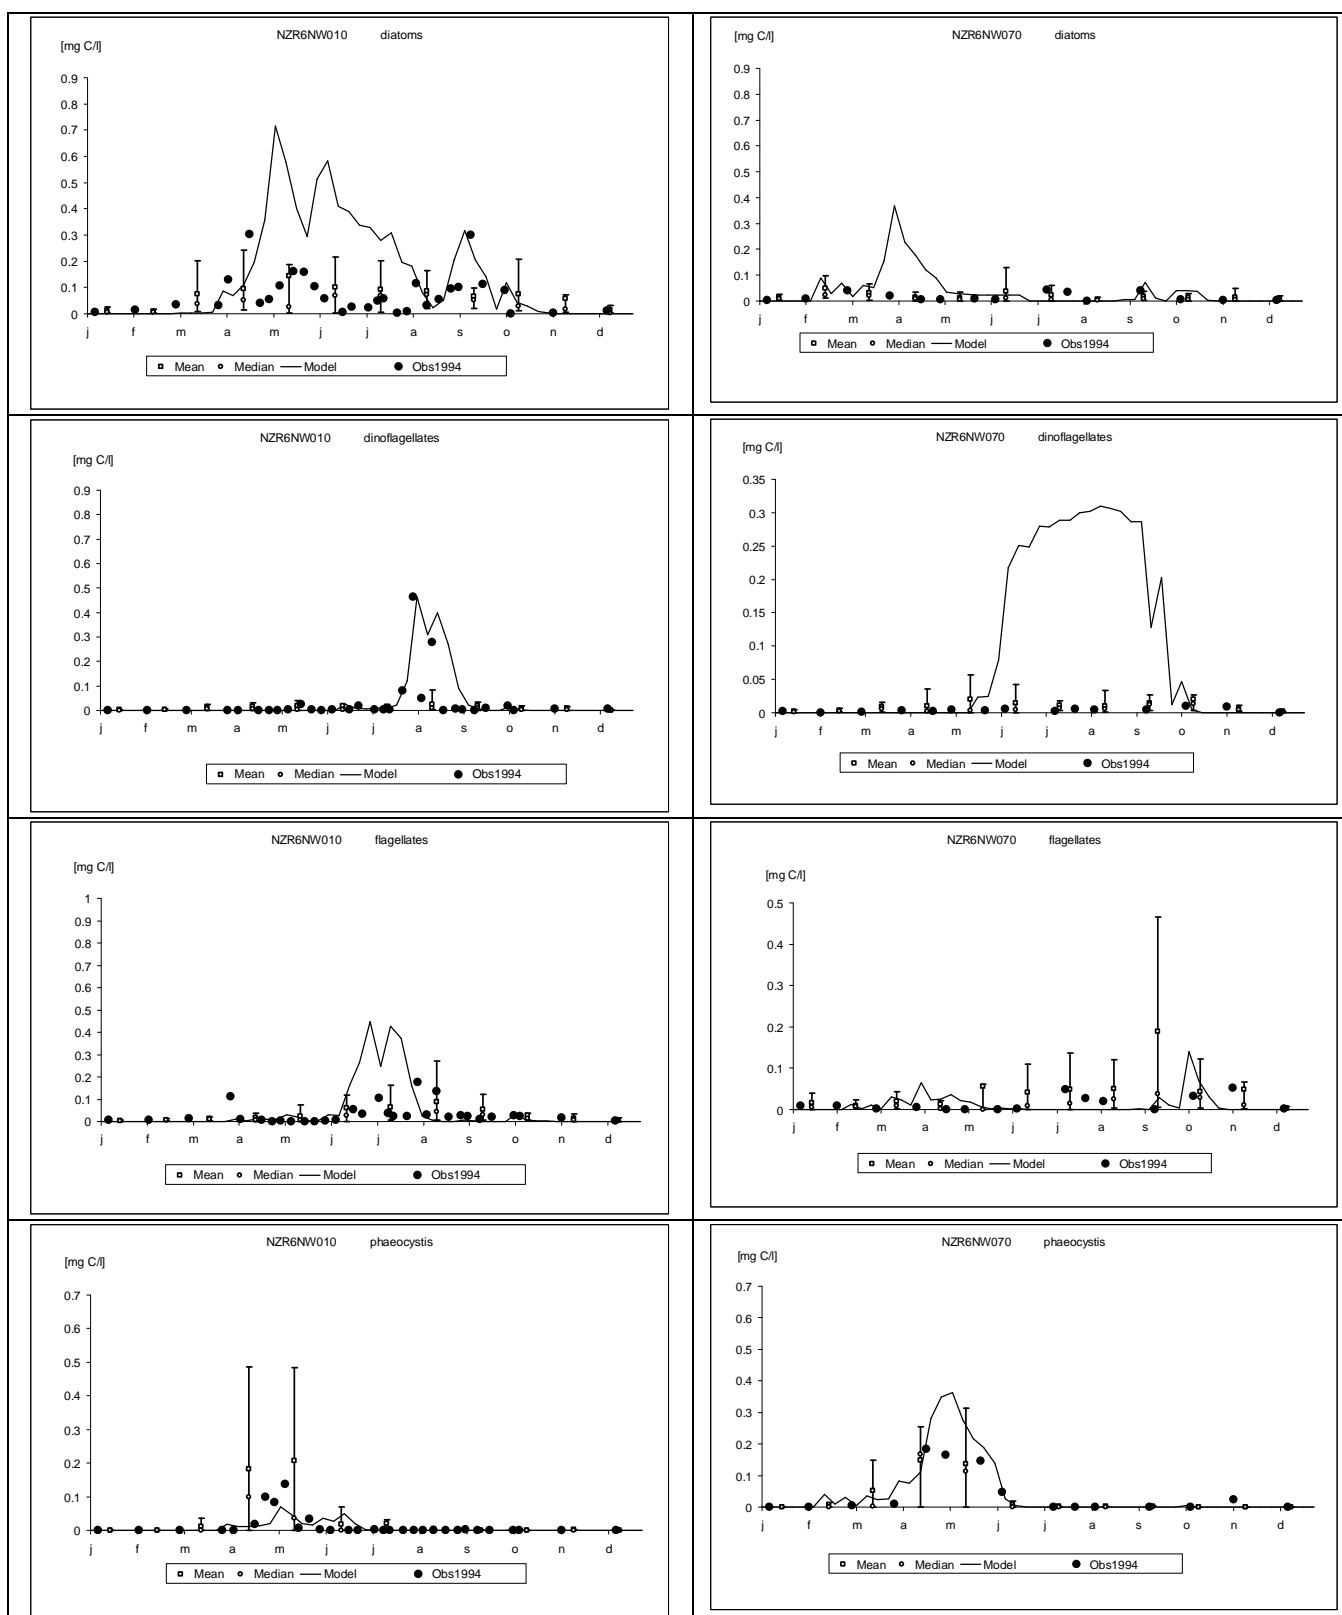 NZR6NW010 diatoms
[mg C/l]
0.9
0.8
0.7
0.6
0.5
0.4
0.3
0.2
0.1
0
j f m a m j j a s o n d
Mean Median Model Obs1994
NZR6NW070 diatoms
[mg C/l]
0.9
0.8
0.7
0.6
0.5
0.4
0.3
0.2
0.1
0
j f m a m j j a s o n d
Mean Median Model Obs1994
NZR6NW010 dinoflagellates
[mg C/l]
0.9
0.8
0.7
0.6
0.5
0.4
0.3
0.2
0.1
0
j f m a m j j a s o n d
Mean Median Model Obs1994
NZR6NW070 dinoflagellates
[mg C/l]
0.35
0.3
0.25
0.2
0.15
0.1
0.05
0
j f m a m j j a s o n d
Mean Median Model Obs1994
NZR6NW010 flagellates
[mg C/l]
1
0.9
0.8
0.7
0.6
0.5
0.4
0.3
0.2
0.1
0
j f m a m j j a s o n d
Mean Median Model Obs1994
NZR6NW070 flagellates
[mg C/l]
0.5
0.4
0.3
0.2
0.1
0
j f m a m j j a s o n d
Mean Median Model Obs1994
NZR6NW010 phaeocystis
[mg C/l]
0.7
0.6
0.5
0.4
0.3
0.2
0.1
0
j f m a m j j a s o n d
Mean Median Model Obs1994
NZR6NW070 phaeocystis
[mg C/l]
0.7
0.6
0.5
0.4
0.3
0.2
0.1
0
j f m a m j j a s o n d
Mean Median Model Obs1994